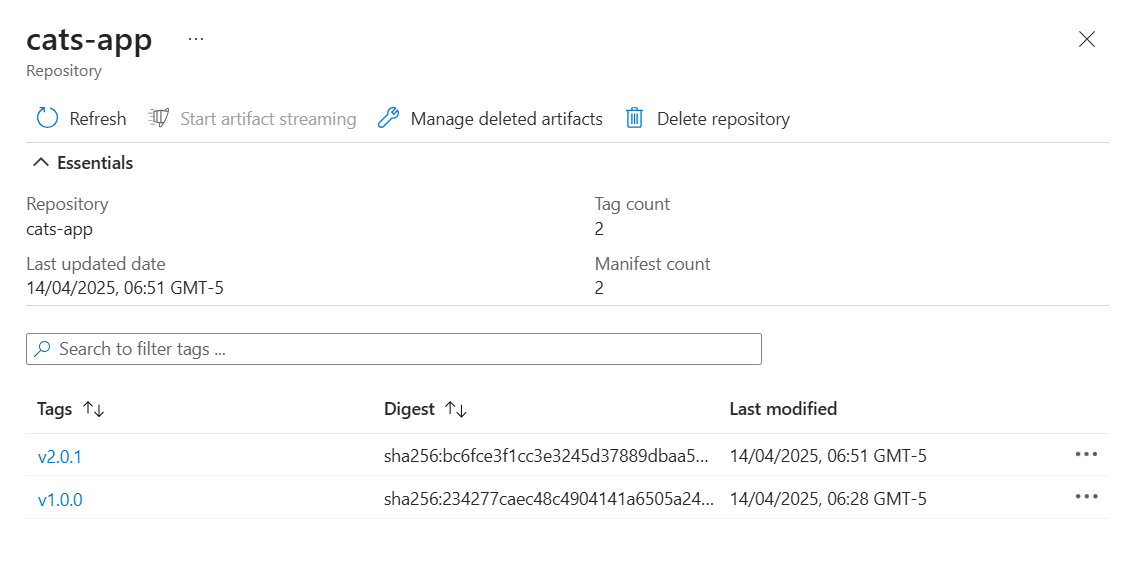 cats-app ...
Repository
Refresh Start artifact streaming Manage deleted artifacts Delete repository
Essentials
Repository Tag count
cats-app 2
Last updated date Manifest count
14/04/2025, 06:51 GMT-5 2
Search to filter tags ...
Tags Digest Last modified
v2.0.1 sha256:bc6fce3f1cc3e3245d37889dbaa5... 14/04/2025, 06:51 GMT-5
v1.0.0 sha256:234277caec48c4904141a6505a24... 14/04/2025, 06:28 GMT-5